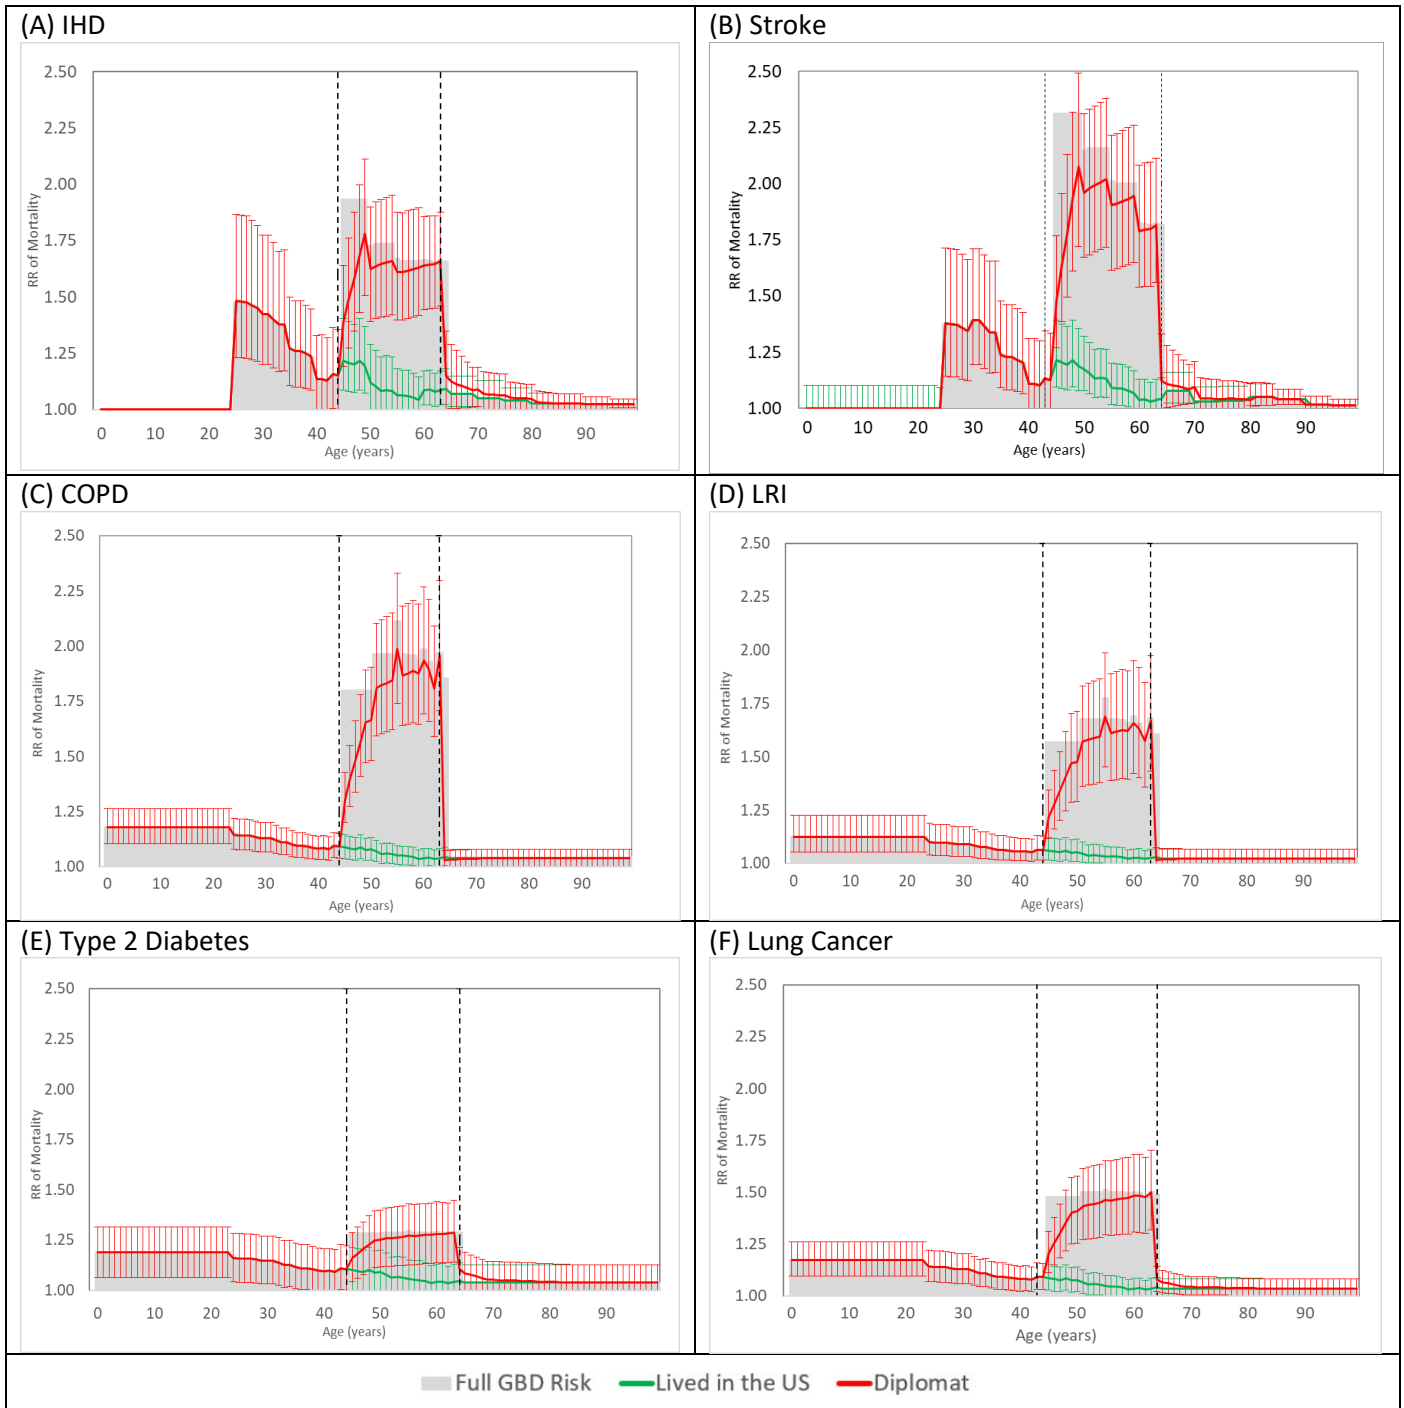 (A) IHD
2.50
2.25
2.00
1.75
1.50
1.25
1.00
RR of Mortality
0 10 20 30 40 50 60 70 80 90
Age (years)
(B) Stroke
2.50
2.25
2.00
1.75
1.50
1.25
1.00
RR of Mortality
0 10 20 30 40 50 60 70 80 90
Age (years)
(C) COPD
2.50
2.25
2.00
1.75
1.50
1.25
1.00
RR of Mortality
0 10 20 30 40 50 60 70 80 90
Age (years)
(D) LRI
2.50
2.25
2.00
1.75
1.50
1.25
1.00
RR of Mortality
0 10 20 30 40 50 60 70 80 90
Age (years)
(E) Type 2 Diabetes
2.50
2.25
2.00
1.75
1.50
1.25
1.00
RR of Mortality
0 10 20 30 40 50 60 70 80 90
Age (years)
(F) Lung Cancer
2.50
2.25
2.00
1.75
1.50
1.25
1.00
RR of Mortality
0 10 20 30 40 50 60 70 80 90
Age (years)
Full GBD Risk Lived in the US Diplomat